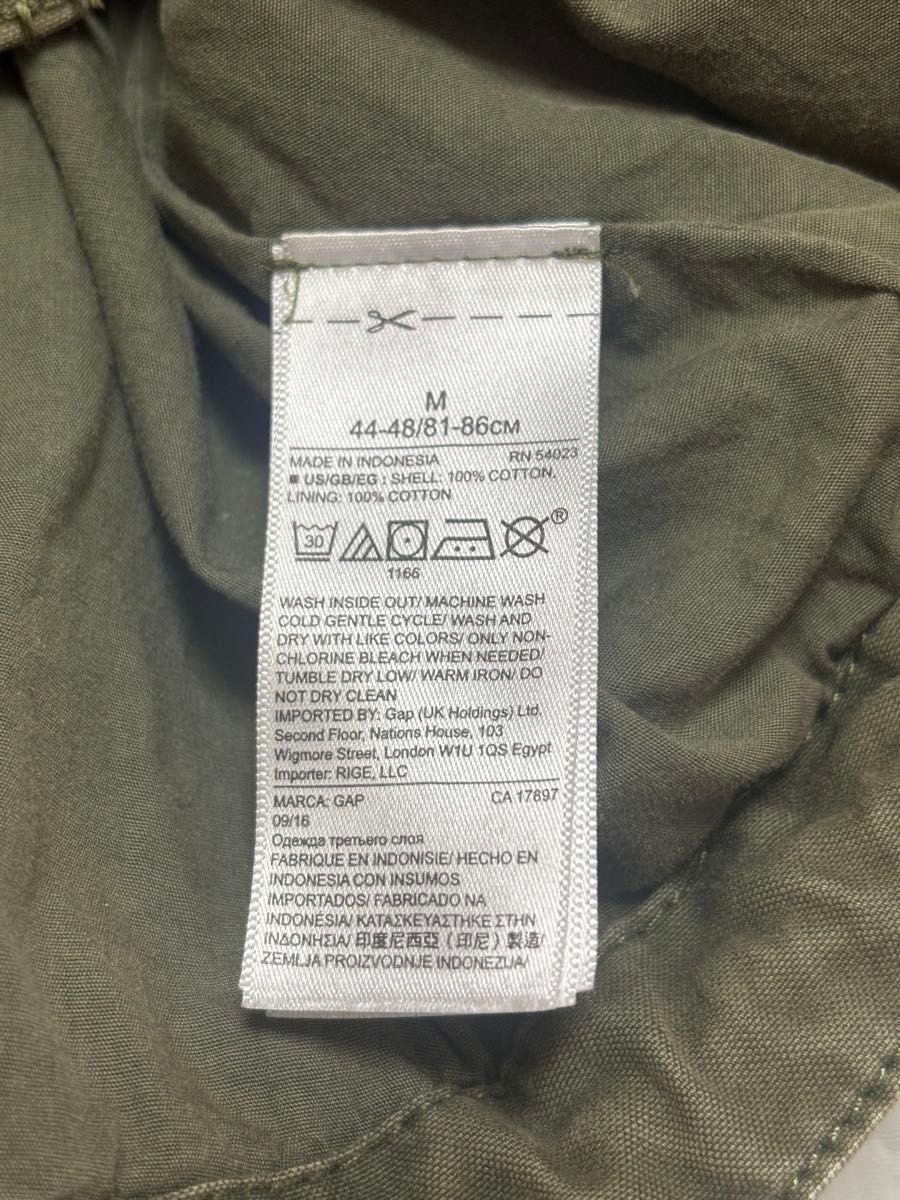 M
44-48/81-86CM
MADE IN INDONESIA RN 54023
■ US/GB/EG : SHELL: 100% COTTON.
LINING: 100% COTTON
30
®
1166
WASH INSIDE OUT/ MACHINE WASH
COLD GENTLE CYCLE/ WASH AND
DRY WITH LIKE COLORS/ ONLY NON-
CHLORINE BLEACH WHEN NEEDED/
TUMBLE DRY LOW/ WARM IRON/ DO
NOT DRY CLEAN
IMPORTED BY: Gap (UK Holdings) Ltd.
Second Floor, Nations House, 103
Wigmore Street, London W1U 1QS Egypt
Importer: RIGE, LLC
MARCA: GAP CA 17897
09/16
Одежда третьего слоя
FABRIQUE EN INDONISIE/ HECHO EN
INDONESIA CON INSUMOS
IMPORTADOS/ FABRICADO NA
INDONESIA/ ΚΑΤΑΣΚΕΥΑΣΤΗΚΕ ΣΤΗΝ
ΙΝΔΟΝΗΣΙΑ/ 印度尼西亞 (印尼) 製造/
ZEMLJA PROIZVODNJE INDONEZIJA/